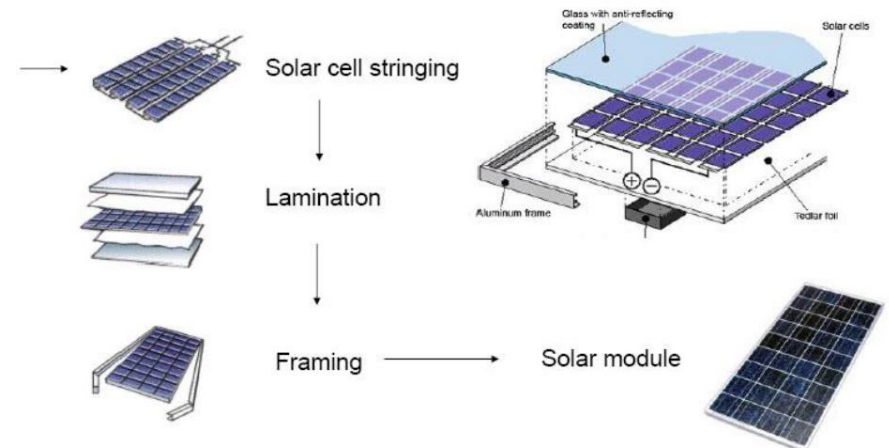 Glass with anti-reflecting
coating
Solar cells
Solar cell stringing
Lamination
+
−
Aluminum frame
Tedlar foil
Framing
Solar module